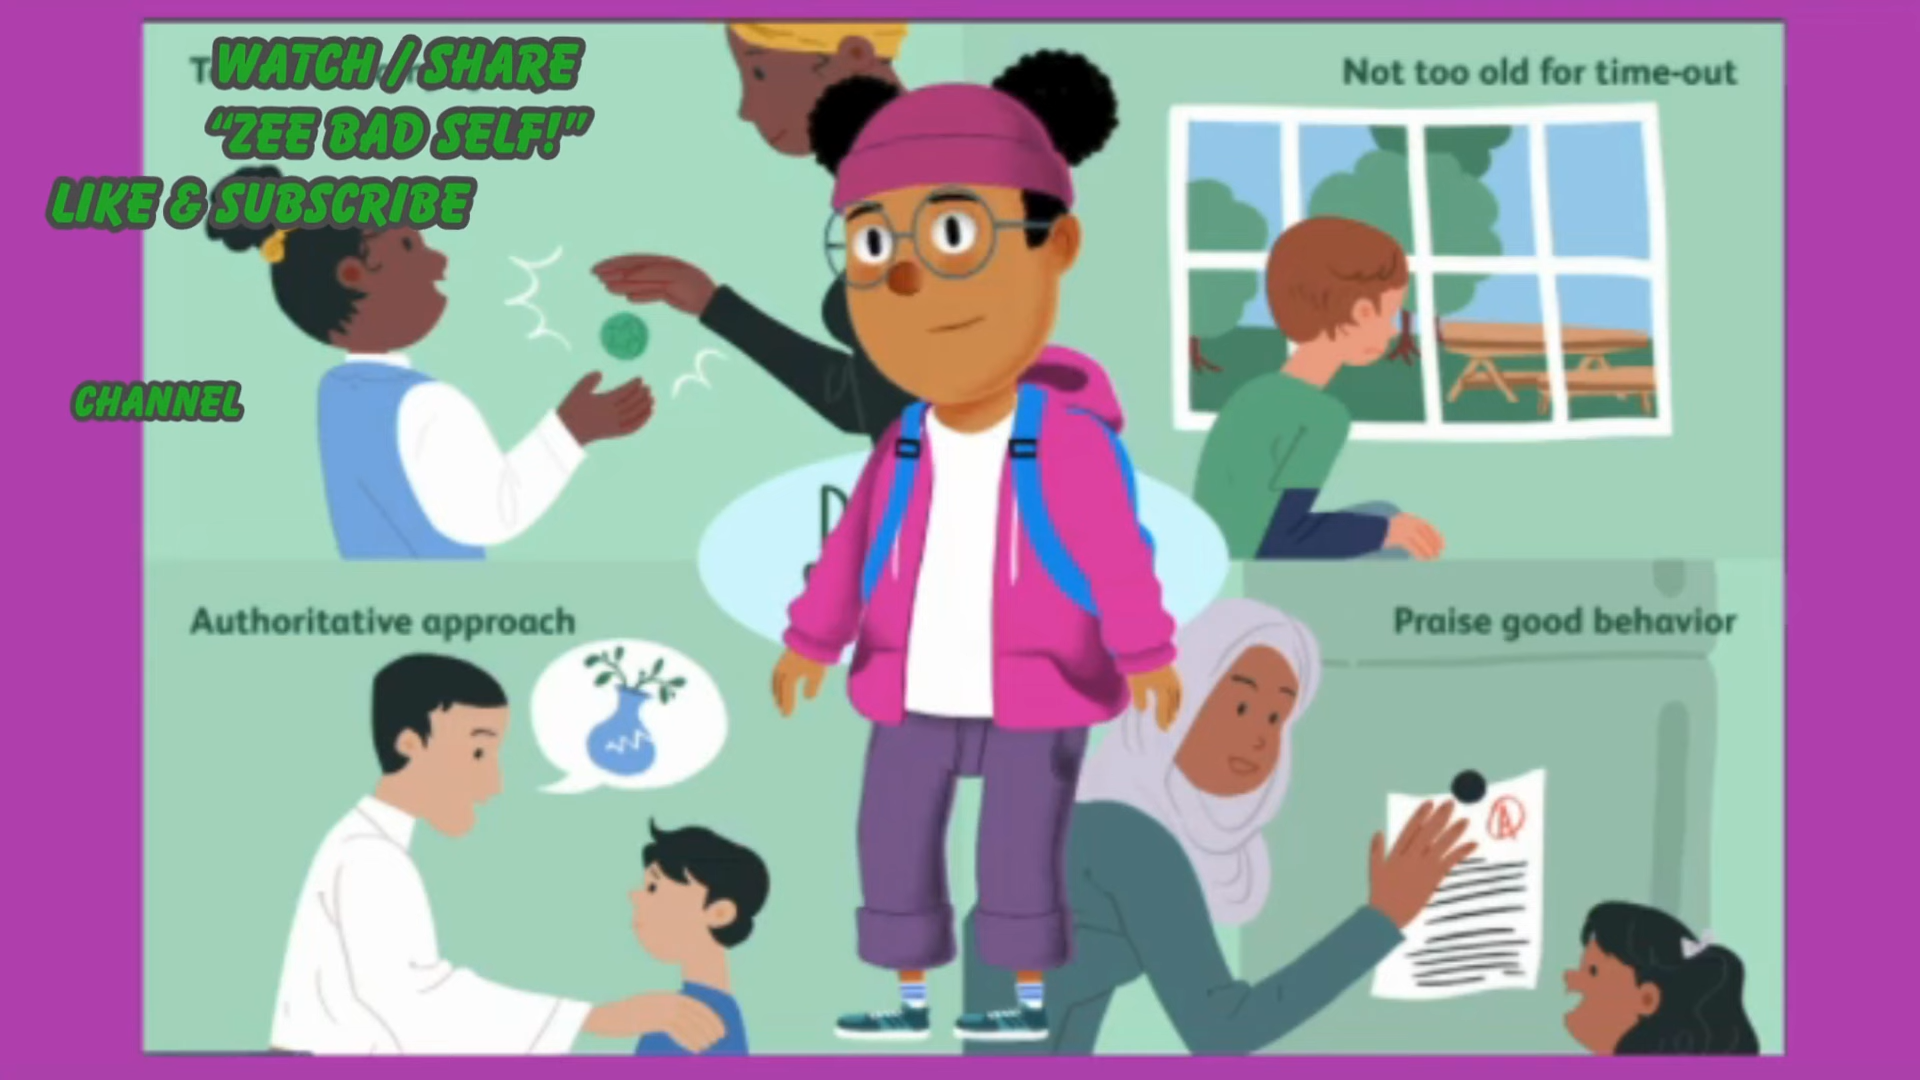 WATCH / SHARE
“ZEE BAD SELF!”
LIKE & SUBSCRIBE
CHANNEL
Not too old for time-out
Authoritative approach
Praise good behavior
A